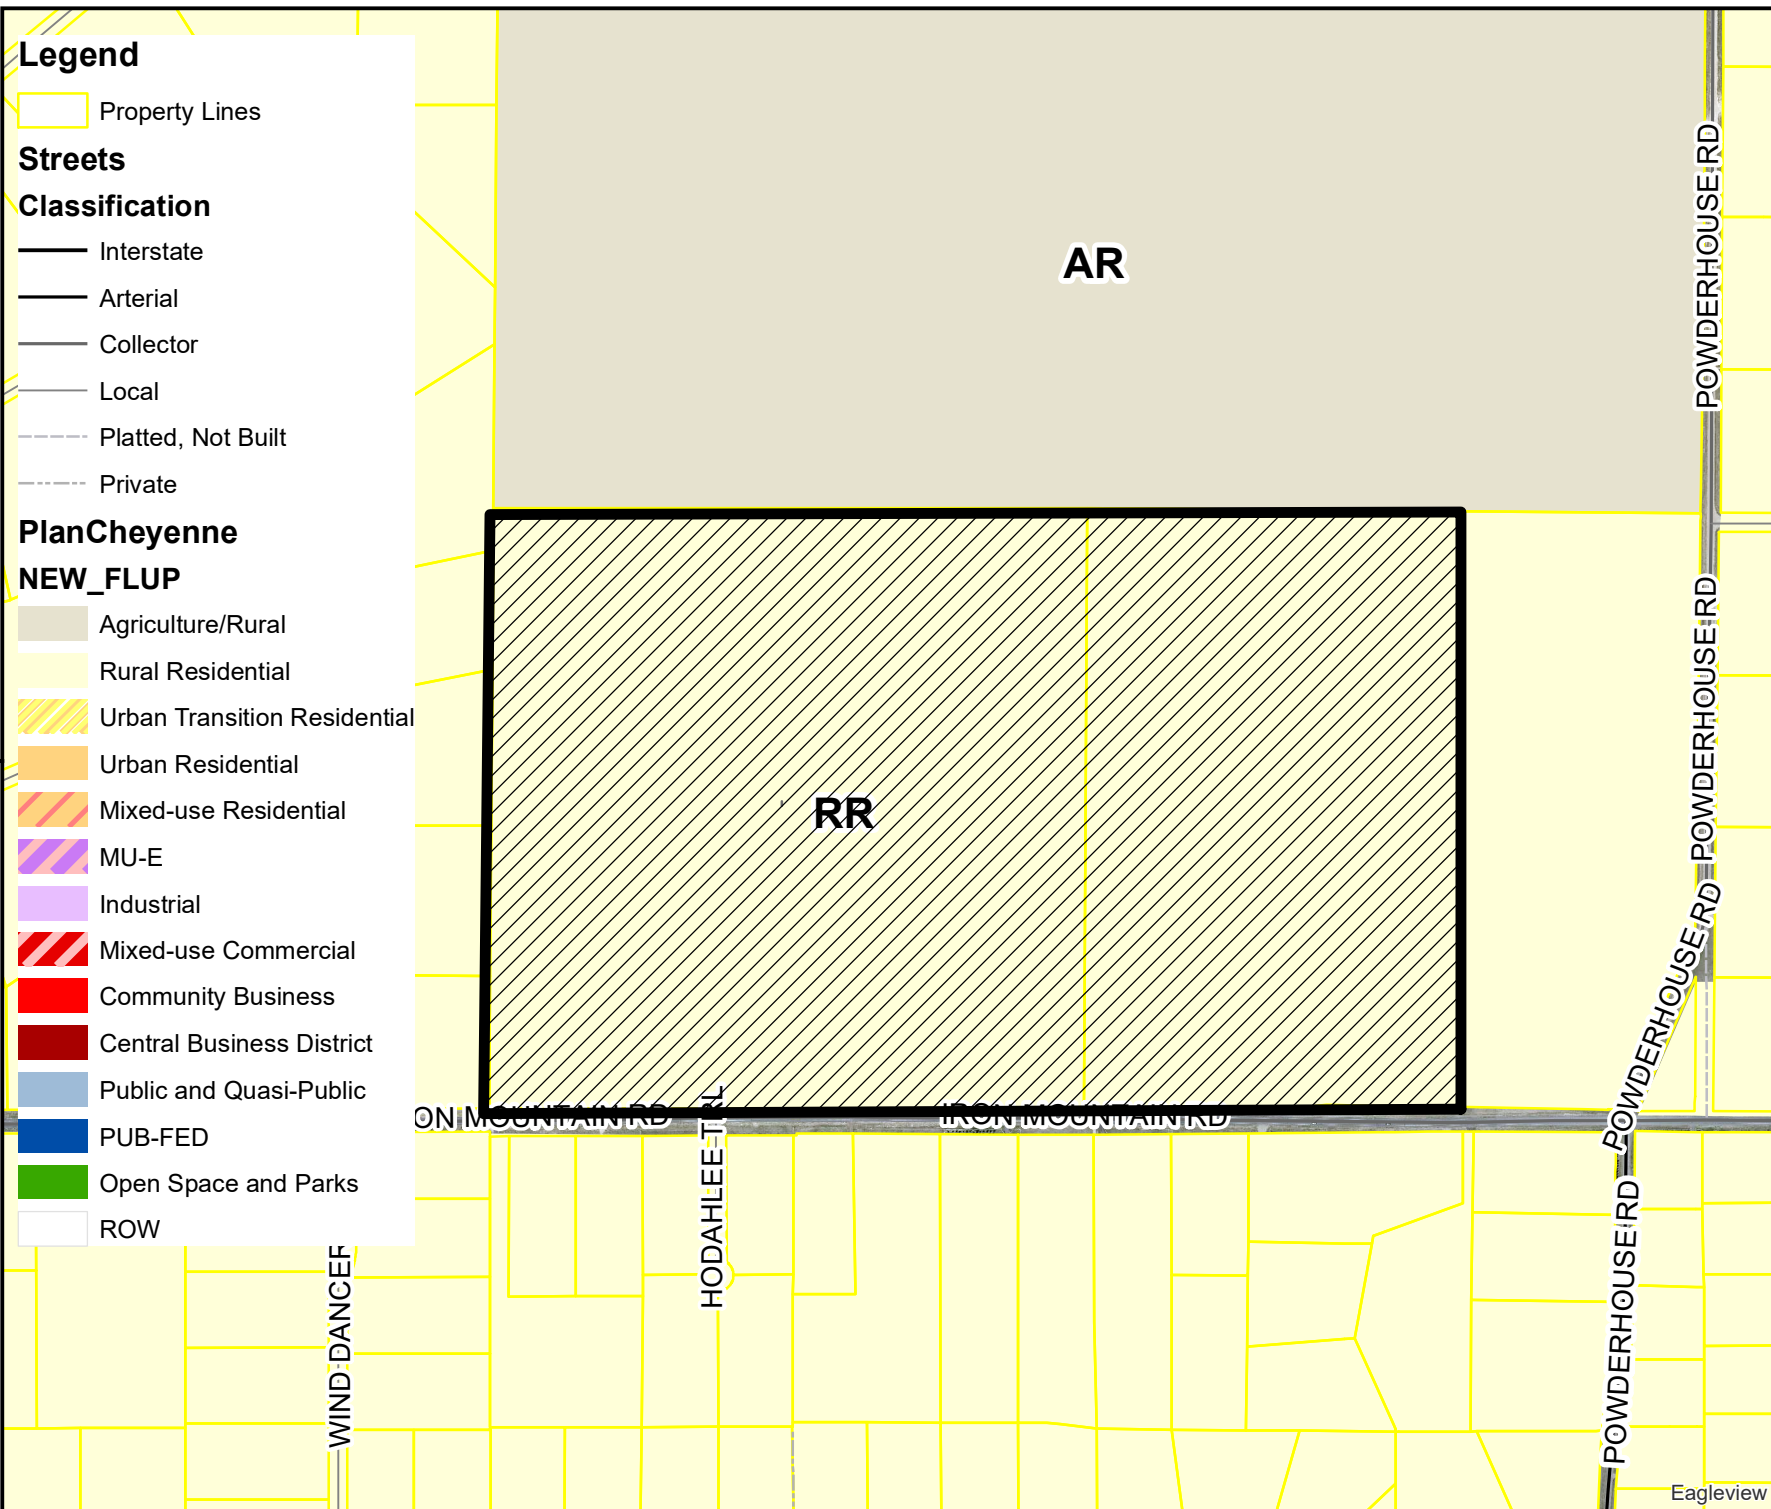 Legend
Property Lines
Streets
Classification
Interstate
Arterial
Collector
Local
Platted, Not Built
Private
PlanCheyenne
NEW_FLUP
Agriculture/Rural
Rural Residential
Urban Transition Residential
Urban Residential
Mixed-use Residential
MU-E
Industrial
Mixed-use Commercial
Community Business
Central Business District
Public and Quasi-Public
PUB-FED
Open Space and Parks
ROW
AR
RR
POWDERHOUSE RD
POWDERHOUSE RD
POWDERHOUSE RD
POWDERHOUSE RD
ON MOUNTAIN RD
IRON MOUNTAIN RD
HODAHLEE TRL
WIND DANCER
Eagleview